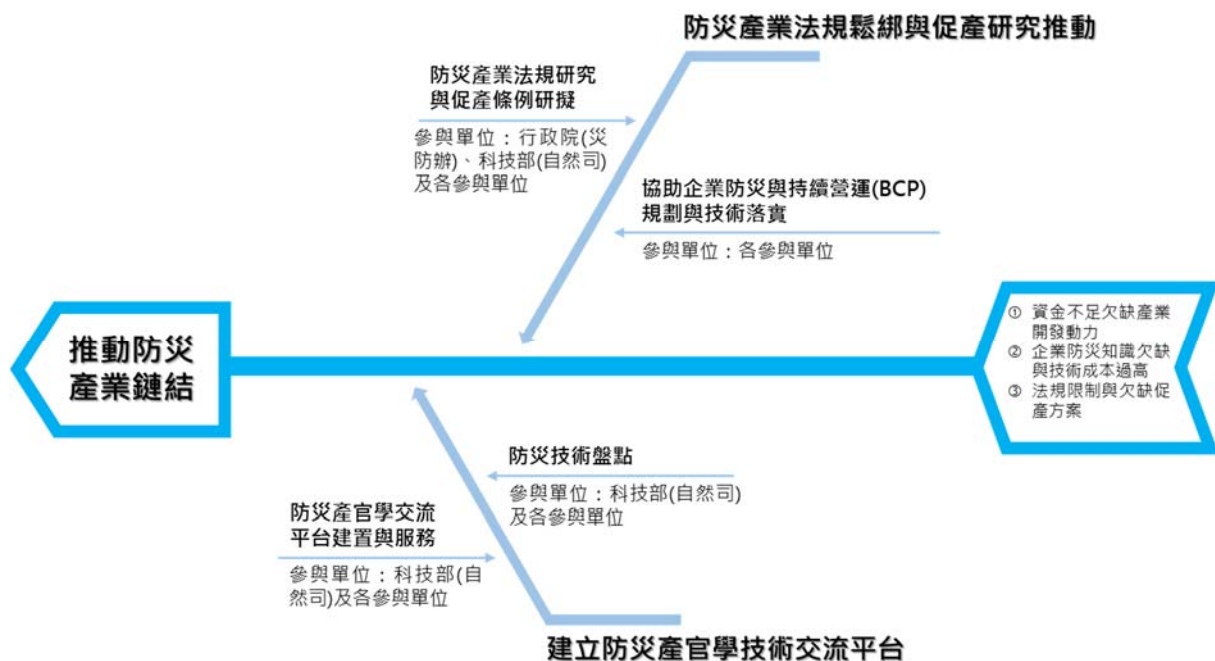 防災產業法規鬆綁與促產研究推動
防災產業法規研究
與促產條例研擬
參與單位：行政院(災
防辦)、科技部(自然司)
及各參與單位
協助企業防災與持續營運(BCP)
規劃與技術落實
參與單位：各參與單位
推動防災
產業鏈結
① 資金不足欠缺產業
開發動力
② 企業防災知識欠缺
與技術成本過高
③ 法規限制與欠缺促
產方案
防災技術盤點
參與單位：科技部(自然司)
及各參與單位
防災產官學交流
平台建置與服務
參與單位：科技部(自
然司)及各參與單位
建立防災產官學技術交流平台